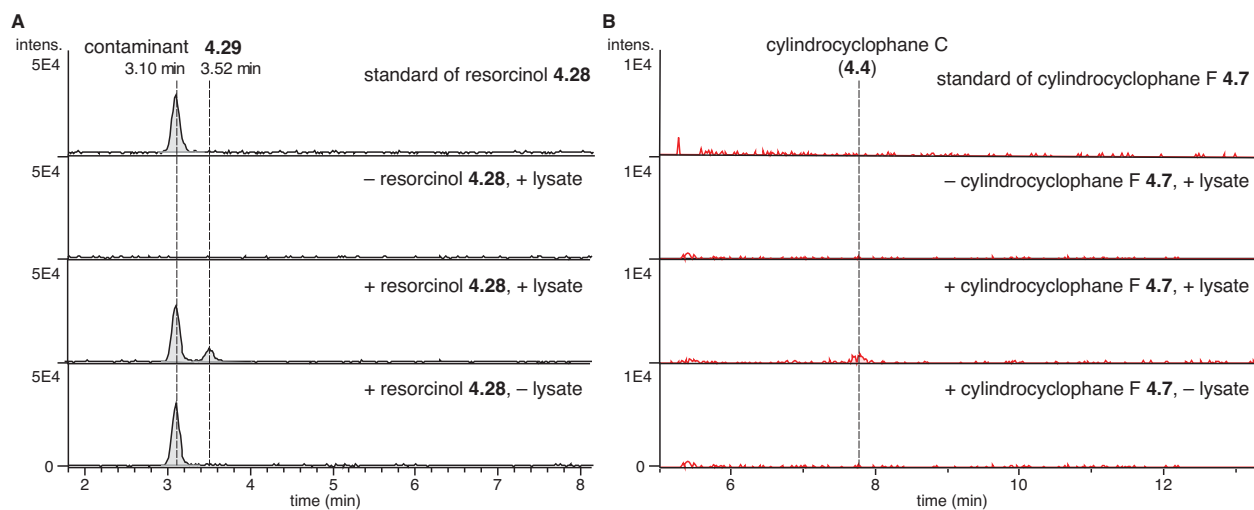 A
intens.
contaminant 4.29
3.10 min 3.52 min
5E4
standard of resorcinol 4.28
5E4
– resorcinol 4.28, + lysate
5E4
+ resorcinol 4.28, + lysate
5E4
+ resorcinol 4.28, – lysate
0
2 3 4 5 6 7 8
time (min)
B
intens.
cylindrocyclophane C
(4.4)
1E4
standard of cylindrocyclophane F 4.7
1E4
– cylindrocyclophane F 4.7, + lysate
1E4
+ cylindrocyclophane F 4.7, + lysate
1E4
+ cylindrocyclophane F 4.7, – lysate
0
6 8 10 12
time (min)